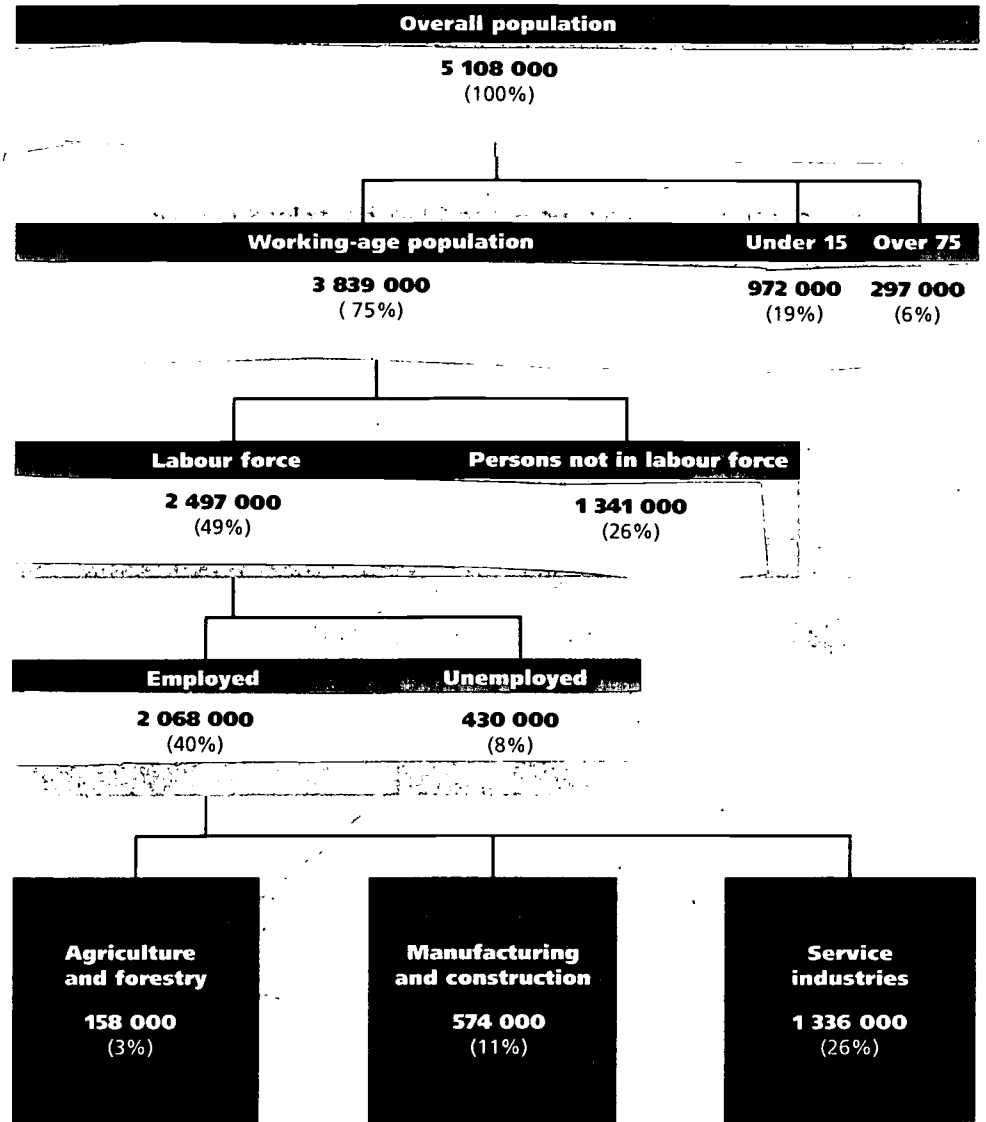 Overall population
5 108 000
(100%)
Working-age population Under 15 Over 75
3 839 000 972 000 297 000
( 75%) (19%) (6%)
Labour force Persons not in labour force
2 497 000 1 341 000
(49%) (26%)
Employed Unemployed
2 068 000 430 000
(40%) (8%)
Agriculture
and forestry
158 000
(3%)
Manufacturing
and construction
574 000
(11%)
Service
industries
1 336 000
(26%)